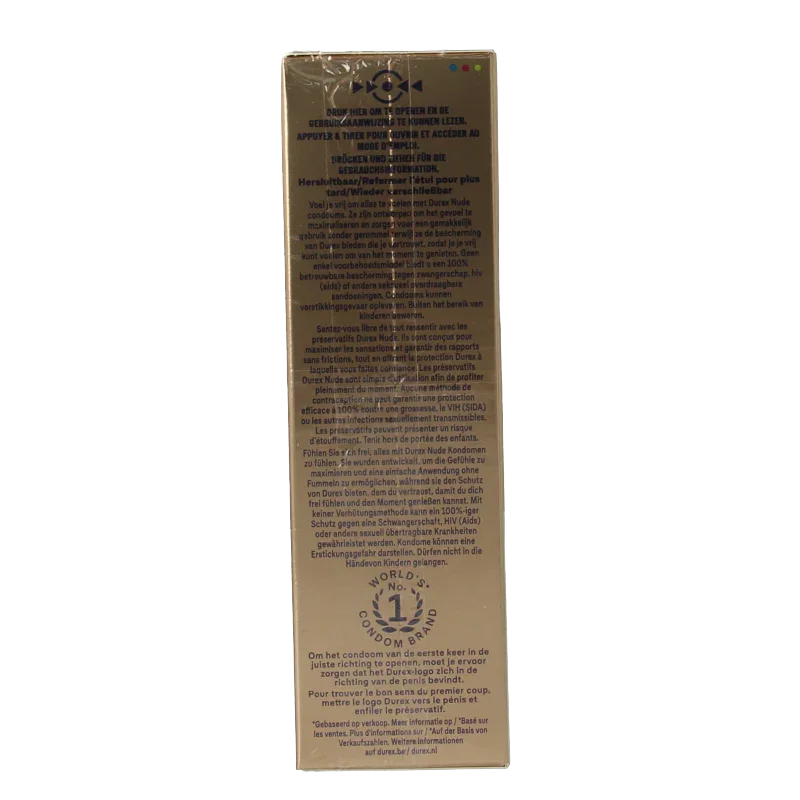 DRUK HIER OM TE OPENEN EN DE
GEBRUIKSAANWIJZING TE KUNNEN LEZEN.
APPUYER & TIRER POUR OUVRIR ET ACCÉDER AU
MODE D'EMPLOI.
DRÜCKEN UND ZIEHEN FÜR DIE
GEBRAUCHSINFORMATION.
Hersluitbaar/Refermer l'étui pour plus
tard/Wieder verschließbar
Voel je vrij om alles te voelen met Durex Nude
condooms. Ze zijn ontworpen om het gevoel te
maximaliseren en zorgen voor een gemakkelijk
gebruik zonder gerommel terwijl ze de bescherming
van Durex bieden die je vertrouwt, zodat je je vrij
kunt voelen om van het moment te genieten. Geen
enkel voorbehoedsmiddel biedt u een 100%
betrouwbare bescherming tegen zwangerschap, hiv
(aids) of andere seksueel overdraagbare
aandoeningen. Condooms kunnen
verstikkingsgevaar opleveren. Buiten het bereik van
kinderen bewaren.
Sentez-vous libre de tout ressentir avec les
préservatifs Durex Nude. Ils sont conçus pour
maximiser les sensations et garantir des rapports
sans frictions, tout en offrant la protection Durex à
laquelle vous faites confiance. Les préservatifs
Durex Nude sont simples d'utilisation afin de profiter
pleinement du moment. Aucune méthode de
contraception ne peut garantir une protection
efficace à 100% contre une grossesse, le VIH (SIDA)
ou les autres infections sexuellement transmissibles.
Les préservatifs peuvent présenter un risque
d'étouffement. Tenir hors de portée des enfants.
Fühlen Sie sich frei, alles mit Durex Nude Kondomen
zu fühlen. Sie wurden entwickelt, um die Gefühle zu
maximieren und eine einfache Anwendung ohne
Fummeln zu ermöglichen, während sie den Schutz
von Durex bieten, dem du vertraust, damit du dich
frei fühlen und den Moment genießen kannst. Mit
keiner Verhütungsmethode kann ein 100%-iger
Schutz gegen eine Schwangerschaft, HIV (Aids)
oder andere sexuell übertragbare Krankheiten
gewährleistet werden. Kondome können eine
Erstickungsgefahr darstellen. Dürfen nicht in die
Händevon Kindern gelangen.
WORLD'S*
No.
1
CONDOM BRAND
Om het condoom van de eerste keer in de
juiste richting te openen, moet je ervoor
zorgen dat het Durex-logo zich in de
richting van de penis bevindt.
Pour trouver le bon sens du premier coup,
mettre le logo Durex vers le pénis et
enfiler le préservatif.
*Gebaseerd op verkoop. Meer informatie op / *Basé sur
les ventes. Plus d'informations sur / *Auf der Basis von
Verkaufszahlen. Weitere Informationen
auf durex.be/ durex.nl